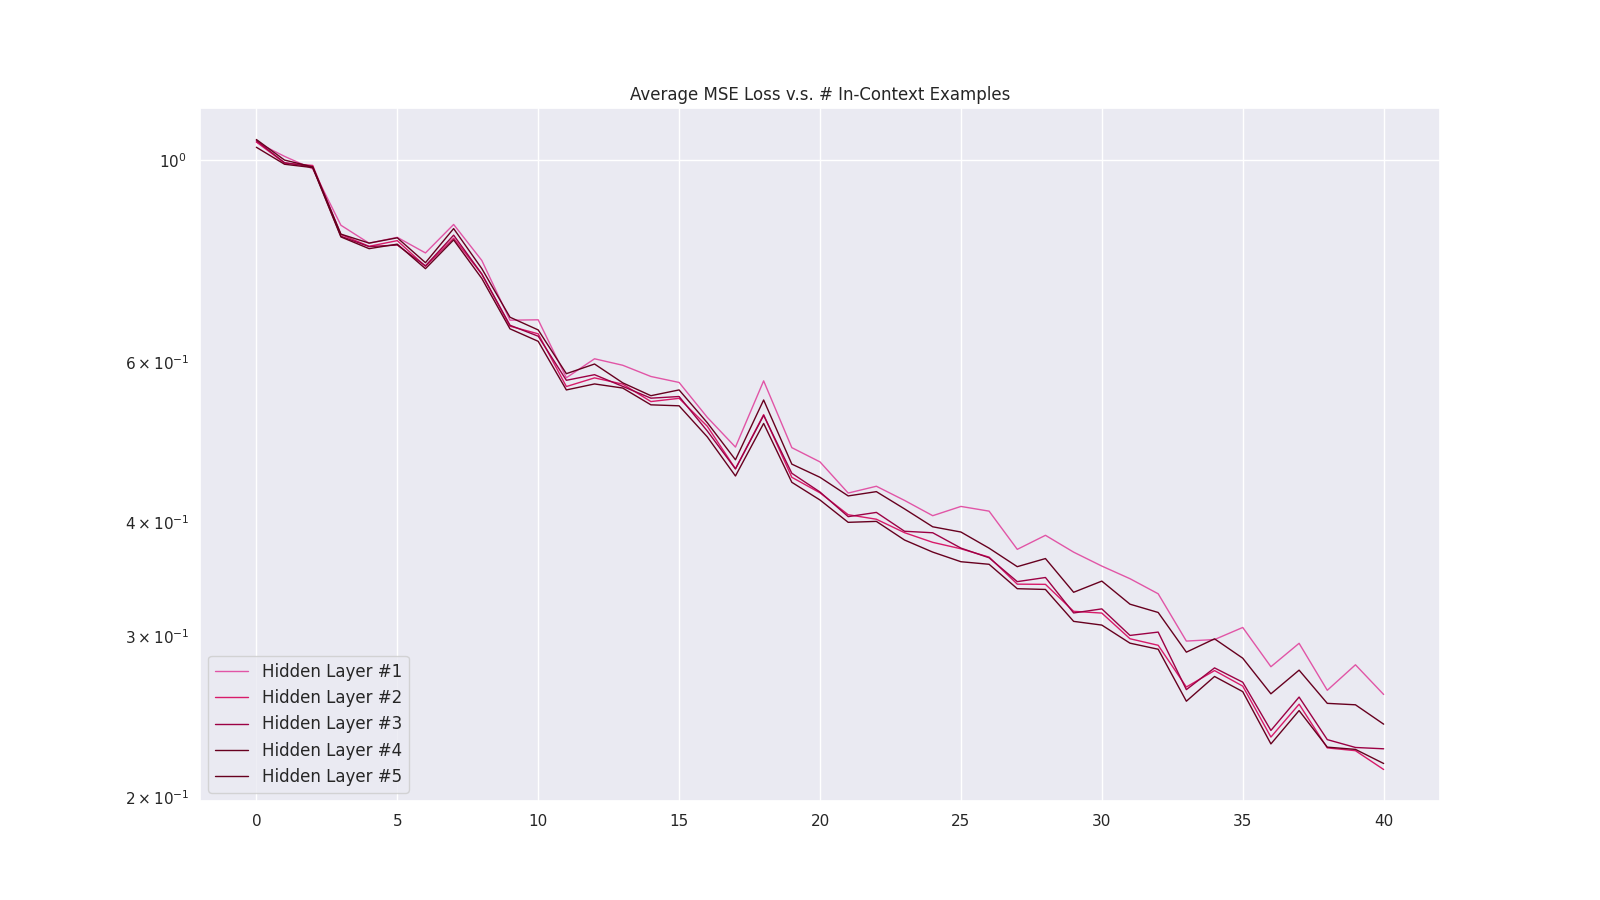 Average MSE Loss v.s. # In-Context Examples
10⁰
6 × 10⁻¹
4 × 10⁻¹
3 × 10⁻¹
2 × 10⁻¹
Hidden Layer #1
Hidden Layer #2
Hidden Layer #3
Hidden Layer #4
Hidden Layer #5
0 5 10 15 20 25 30 35 40